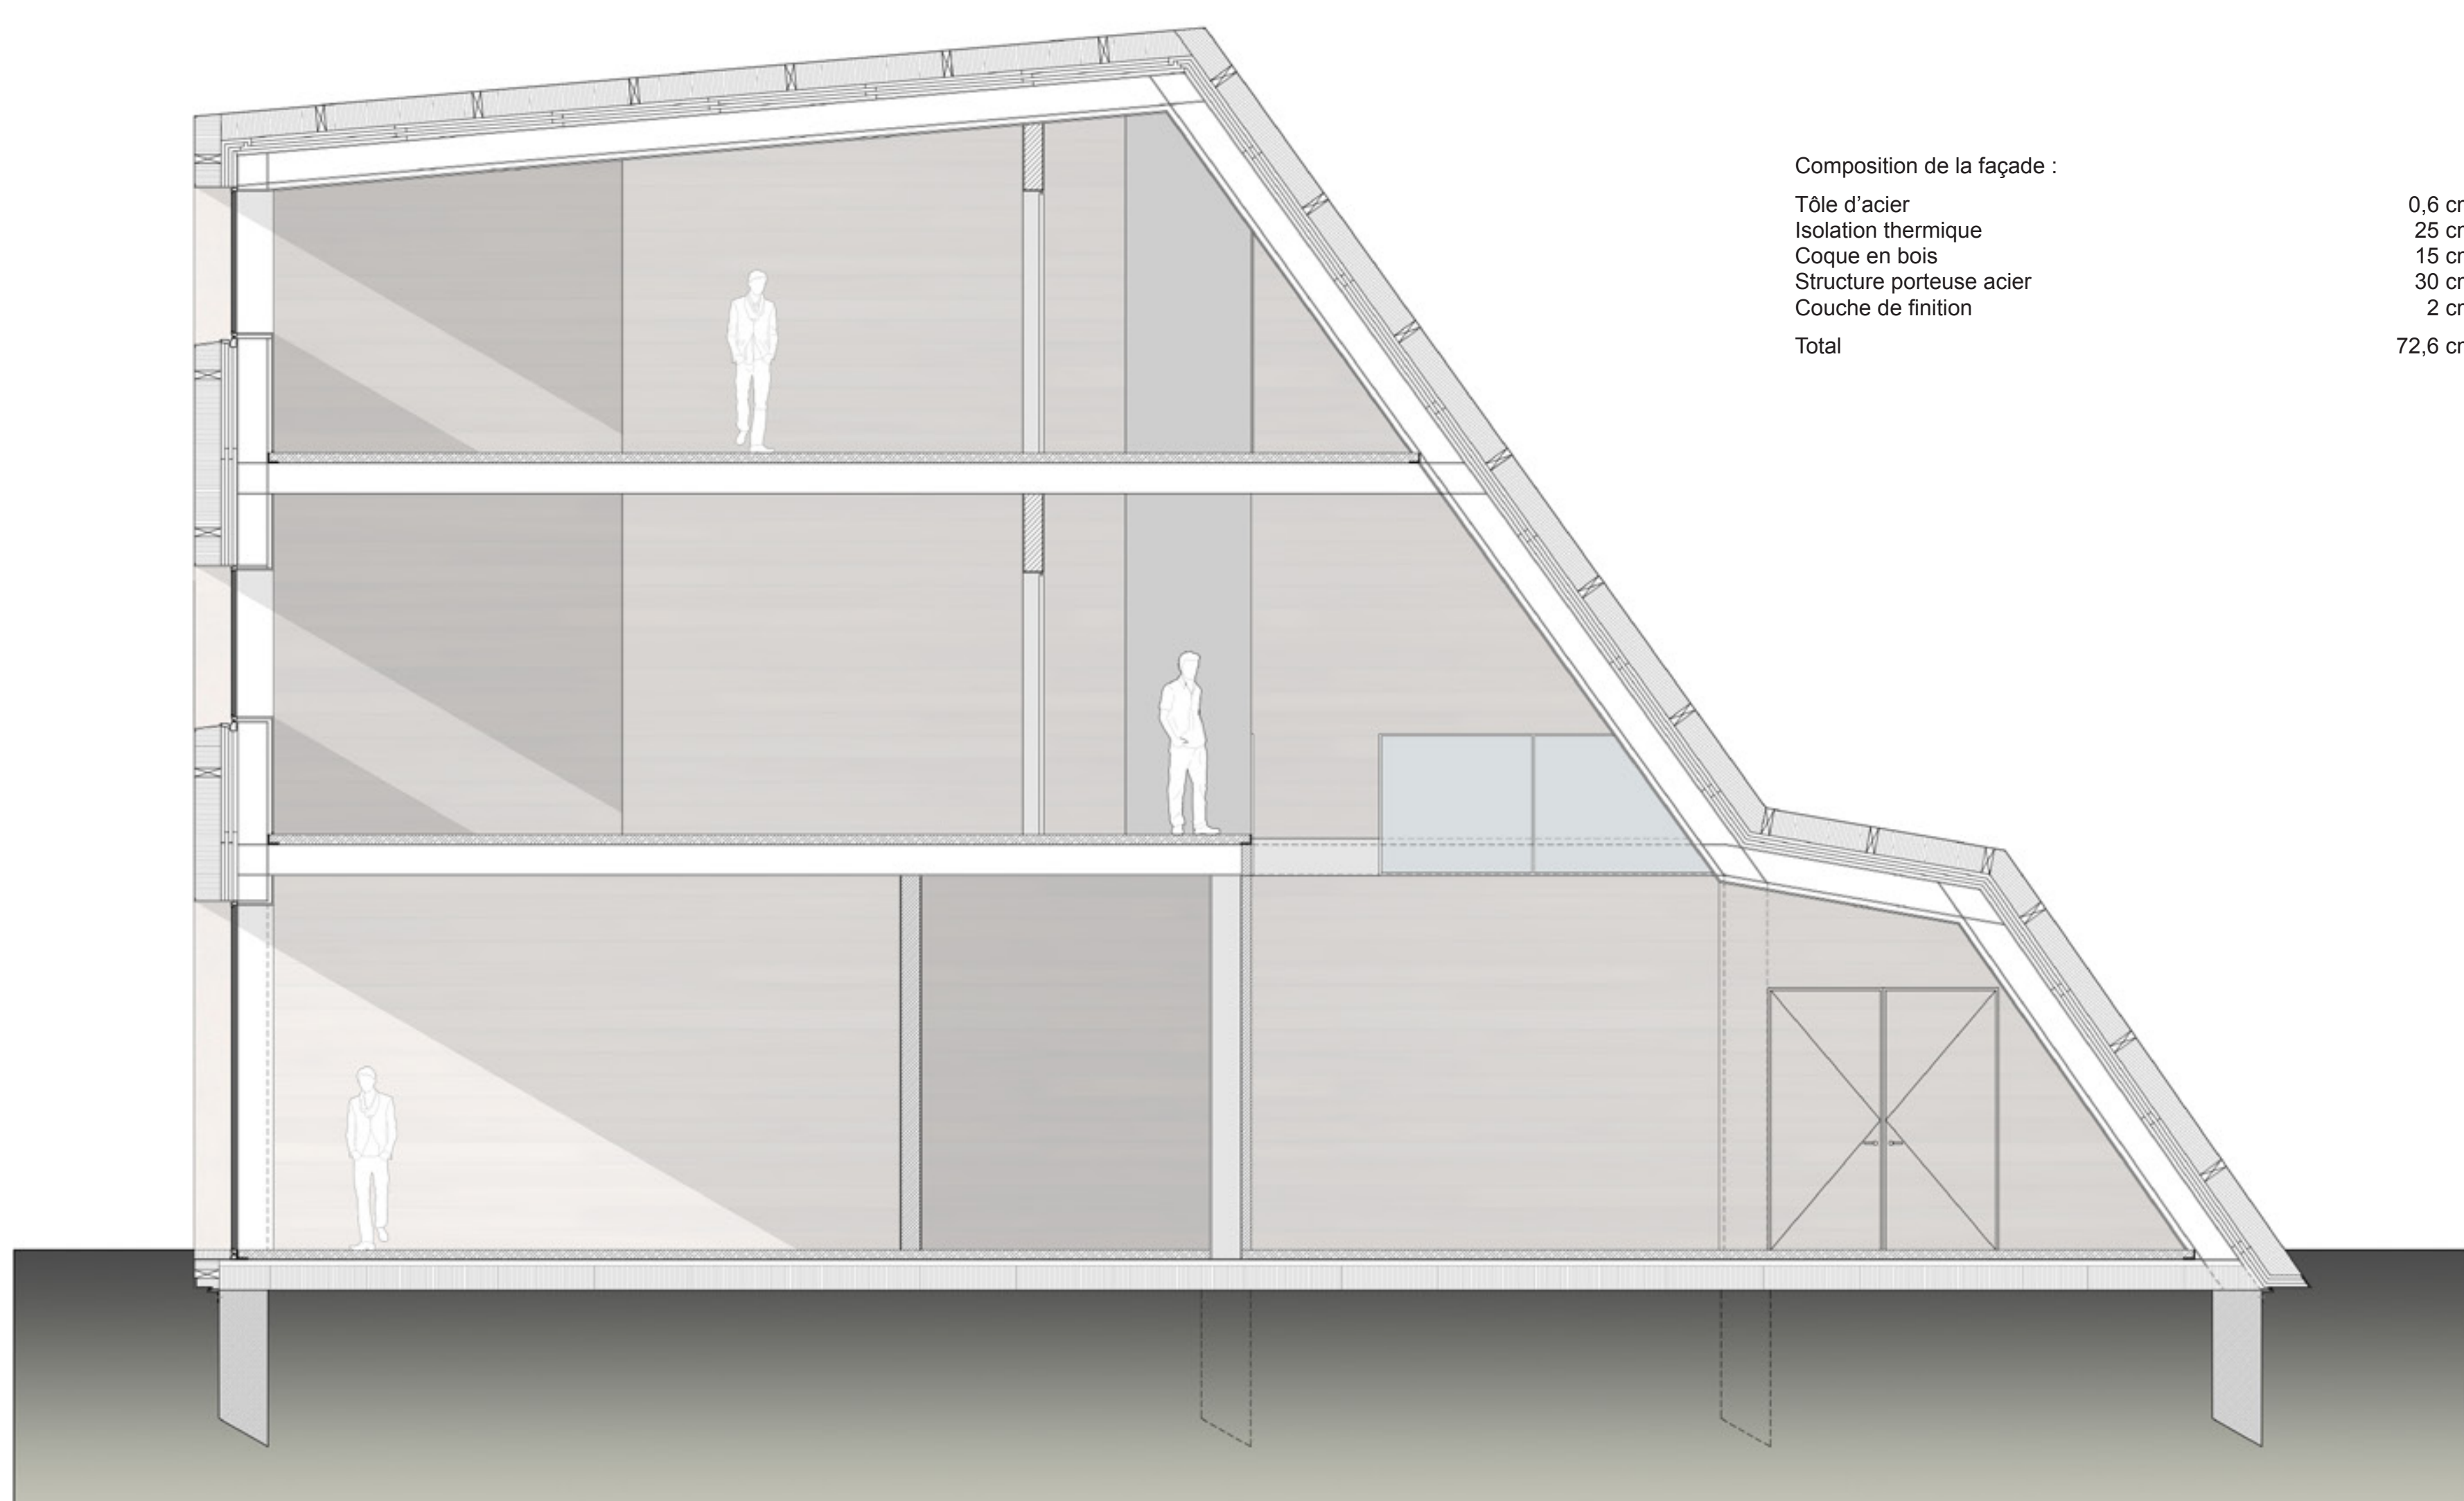 Composition de la façade :
Tôle d'acier 0,6 cm
Isolation thermique 25 cm
Coque en bois 15 cm
Structure porteuse acier 30 cm
Couche de finition 2 cm
Total 72,6 cm